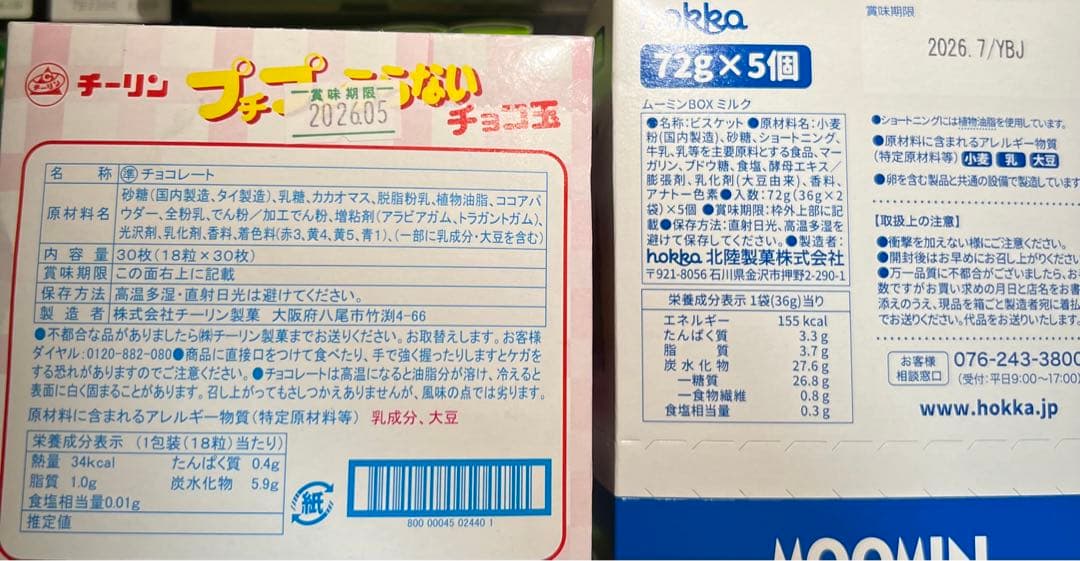 チーリン
プチプ
らない
チョコ玉
賞味期限
2026.05
名称 準 チョコレート
原材料名 砂糖(国内製造、タイ製造)、乳糖、カカオマス、脱脂粉乳、植物油脂、ココアパ
ウダー、全粉乳、でん粉/加工でん粉、増粘剤(アラビアガム、トラガントガム)、
光沢剤、乳化剤、香料、着色料(赤3、黄4、黄5、青1)、(一部に乳成分・大豆を含む)
内容量 30枚(18粒×30枚)
賞味期限 この面右上に記載
保存方法 高温多湿・直射日光は避けてください。
製造者 株式会社チーリン製菓 大阪府八尾市竹渕4-66
●不都合な品がありましたら㈱チーリン製菓までお送りください。お取替えします。お客様
ダイヤル:0120-882-080●商品に直接口をつけて食べたり、手で強く握ったりしますとケガを
する恐れがありますのでご注意ください。●チョコレートは高温になると油脂分が溶け、冷えると
表面に白く固まることがあります。召し上がってもさしつかえありませんが、風味の点では劣ります。
原材料に含まれるアレルギー物質(特定原材料等) 乳成分、大豆
栄養成分表示 (1包装(18粒)当たり)
熱量 34kcal たんぱく質 0.4g
脂質 1.0g 炭水化物 5.9g
食塩相当量0.01g
推定値
紙
800 00045 02440 1
hokka
72g×5個
ムーミンBOX ミルク
●名称:ビスケット ●原材料名:小麦
粉(国内製造)、砂糖、ショートニング、
牛乳、乳等を主要原料とする食品、マー
ガリン、ブドウ糖、食塩、酵母エキス/
膨張剤、乳化剤(大豆由来)、香料、
アナトー色素●入数:72g(36g×2
袋)×5個 ●賞味期限:枠外上部に記
載●保存方法:直射日光、高温多湿を
避けて保存してください。●製造者:
hokka 北陸製菓株式会社
〒921-8056 石川県金沢市押野2-290-1
栄養成分表示 1袋(36g)当り
エネルギー 155 kcal
たんぱく質 3.3 g
脂質 3.7 g
炭水化物 27.6 g
ー糖質 26.8 g
ー食物繊維 0.8 g
食塩相当量 0.3 g
賞味期限
2026. 7/YBJ
●ショートニングには植物油脂を使用しています。
●原材料に含まれるアレルギー物質
(特定原材料等) 小麦 乳 大豆
●卵を含む製品と共通の設備で製造しています
【取扱上の注意】
●衝撃を加えない様にご注意ください。
●開封後はお早めにお召し上がりくださ
●万一品質に不都合がございましたら、お
数ですがお買い求めの月日と店名をお書
添えのうえ、現品を箱ごと製造者宛に着払
でお送りください。代品をお送りいたします。
お客様
相談窓口
076-243-3800
(受付:平日9:00〜17:00)
www.hokka.jp
MOOMIN